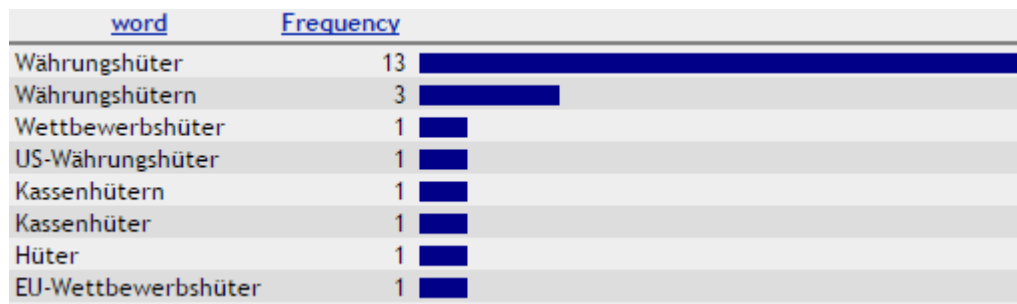 word Frequency
Währungshüter 13
Währungshütern 3
Wettbewerbshüter 1
US-Währungshüter 1
Kassenhütern 1
Kassenhüter 1
Hüter 1
EU-Wettbewerbshüter 1